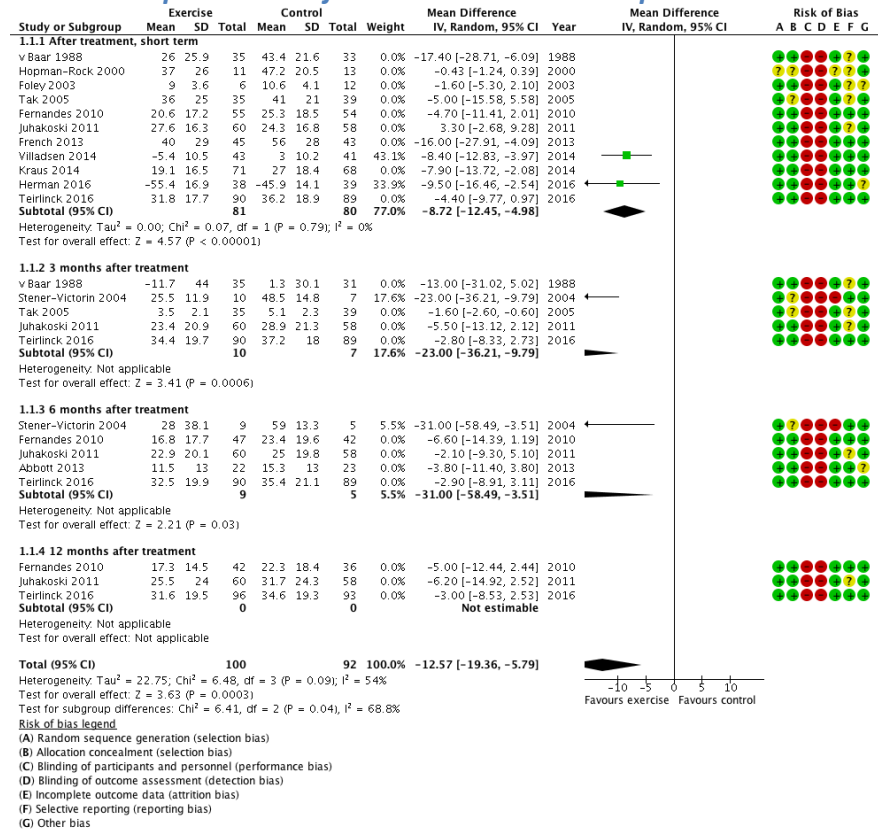 Exercise Control Mean Difference Mean Difference Risk of Bias
Study or Subgroup Mean SD Total Mean SD Total Weight IV, Random, 95% CI Year IV, Random, 95% CI A B C D E F G
1.1.1 After treatment, short term
v Baar 1988 26 25.9 35 43.4 21.6 33 0.0% −17.40 [−28.71, −6.09] 1988 + + − − + ? +
Hopman–Rock 2000 37 26 11 47.2 20.5 13 0.0% −0.43 [−1.24, 0.39] 2000 ? ? − − ? ? +
Foley 2003 9 3.6 6 10.6 4.1 12 0.0% −1.60 [−5.30, 2.10] 2003 + + − − + ? ?
Tak 2005 36 25 35 41 21 39 0.0% −5.00 [−15.58, 5.58] 2005 + ? − − + ? +
Fernandes 2010 20.6 17.2 55 25.3 18.5 54 0.0% −4.70 [−11.41, 2.01] 2010 + + − − + + +
Juhakoski 2011 27.6 16.3 60 24.3 16.8 58 0.0% 3.30 [−2.68, 9.28] 2011 + + − − + ? +
French 2013 40 29 45 56 28 43 0.0% −16.00 [−27.91, −4.09] 2013 + + − − + + +
Villadsen 2014 −5.4 10.5 43 3 10.2 41 43.1% −8.40 [−12.83, −3.97] 2014 + + − − + + +
Kraus 2014 19.1 16.5 71 27 18.4 68 0.0% −7.90 [−13.72, −2.08] 2014 + + − − + + +
Herman 2016 −55.4 16.9 38 −45.9 14.1 39 33.9% −9.50 [−16.46, −2.54] 2016 + + − − + + ?
Teirlinck 2016 31.8 17.7 90 36.2 18.9 89 0.0% −4.40 [−9.77, 0.97] 2016 + + − − + + +
Subtotal (95% CI) 81 80 77.0% −8.72 [−12.45, −4.98]
Heterogeneity: Tau² = 0.00; Chi² = 0.07, df = 1 (P = 0.79); I² = 0%
Test for overall effect: Z = 4.57 (P < 0.00001)
1.1.2 3 months after treatment
v Baar 1988 −11.7 44 35 1.3 30.1 31 0.0% −13.00 [−31.02, 5.02] 1988 + + − − + ? +
Stener–Victorin 2004 25.5 11.9 10 48.5 14.8 7 17.6% −23.00 [−36.21, −9.79] 2004 + ? − − − + +
Tak 2005 3.5 2.1 35 5.1 2.3 39 0.0% −1.60 [−2.60, −0.60] 2005 + ? − − + ? +
Juhakoski 2011 23.4 20.9 60 28.9 21.3 58 0.0% −5.50 [−13.12, 2.12] 2011 + + − − + ? +
Teirlinck 2016 34.4 19.7 90 37.2 18 89 0.0% −2.80 [−8.33, 2.73] 2016 + + − − + + +
Subtotal (95% CI) 10 7 17.6% −23.00 [−36.21, −9.79]
Heterogeneity: Not applicable
Test for overall effect: Z = 3.41 (P = 0.0006)
1.1.3 6 months after treatment
Stener–Victorin 2004 28 38.1 9 59 13.3 5 5.5% −31.00 [−58.49, −3.51] 2004 + ? − − − + +
Fernandes 2010 16.8 17.7 47 23.4 19.6 42 0.0% −6.60 [−14.39, 1.19] 2010 + + − − + + +
Juhakoski 2011 22.9 20.1 60 25 19.8 58 0.0% −2.10 [−9.30, 5.10] 2011 + + − − + ? +
Abbott 2013 11.5 13 22 15.3 13 23 0.0% −3.80 [−11.40, 3.80] 2013 + + − − + + ?
Teirlinck 2016 32.5 19.9 90 35.4 21.1 89 0.0% −2.90 [−8.91, 3.11] 2016 + + − − + + +
Subtotal (95% CI) 9 5 5.5% −31.00 [−58.49, −3.51]
Heterogeneity: Not applicable
Test for overall effect: Z = 2.21 (P = 0.03)
1.1.4 12 months after treatment
Fernandes 2010 17.3 14.5 42 22.3 18.4 36 0.0% −5.00 [−12.44, 2.44] 2010 + + − − + + +
Juhakoski 2011 25.5 24 60 31.7 24.3 58 0.0% −6.20 [−14.92, 2.52] 2011 + + − − + ? +
Teirlinck 2016 31.6 19.5 96 34.6 19.3 93 0.0% −3.00 [−8.53, 2.53] 2016 + + − − + + +
Subtotal (95% CI) 0 0 Not estimable
Heterogeneity: Not applicable
Test for overall effect: Not applicable
Total (95% CI) 100 92 100.0% −12.57 [−19.36, −5.79]
Heterogeneity: Tau² = 22.75; Chi² = 6.48, df = 3 (P = 0.09); I² = 54%
Test for overall effect: Z = 3.63 (P = 0.0003)
Test for subgroup differences: Chi² = 6.41, df = 2 (P = 0.04), I² = 68.8%
−10 −5 0 5 10
Favours exercise Favours control
Risk of bias legend
(A) Random sequence generation (selection bias)
(B) Allocation concealment (selection bias)
(C) Blinding of participants and personnel (performance bias)
(D) Blinding of outcome assessment (detection bias)
(E) Incomplete outcome data (attrition bias)
(F) Selective reporting (reporting bias)
(G) Other bias